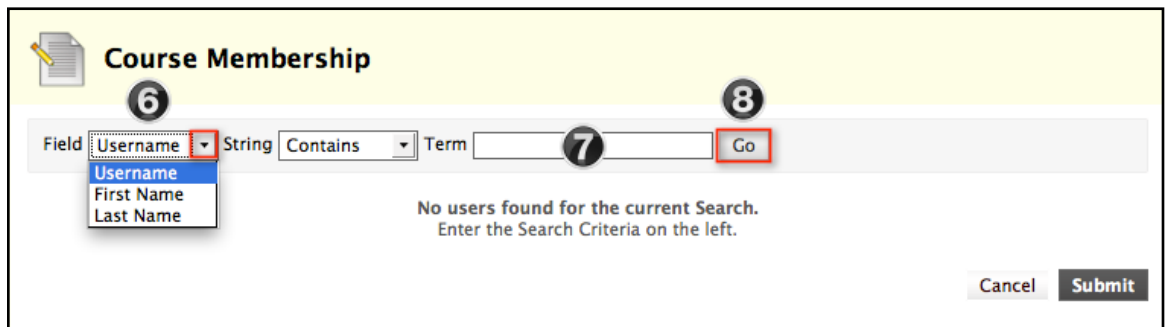 Course Membership
6
8
Field Username String Contains Term 7 Go
Username
First Name
Last Name
No users found for the current Search.
Enter the Search Criteria on the left.
Cancel Submit